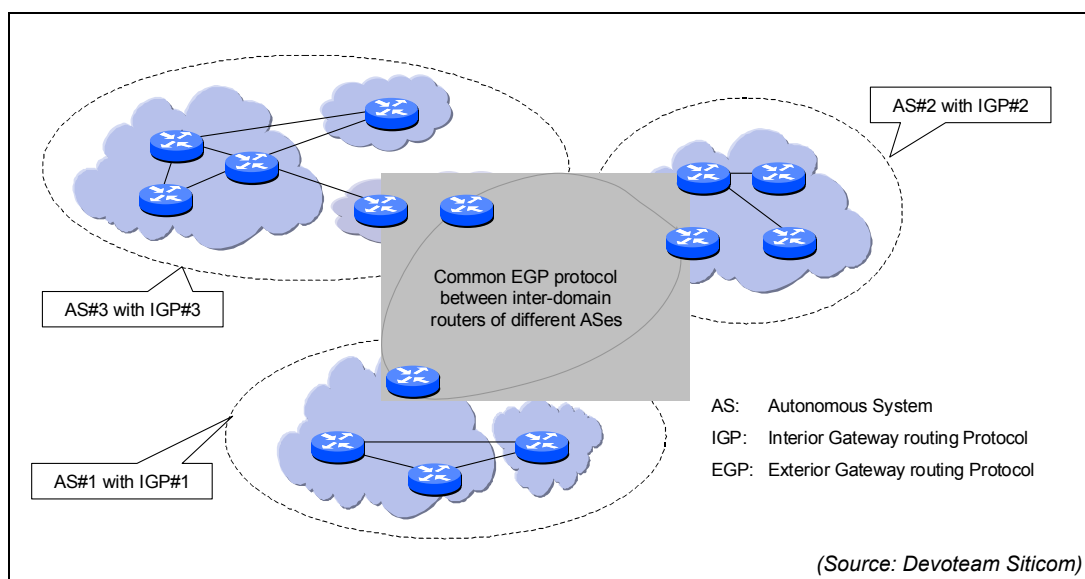 AS#2 with IGP#2
Common EGP protocol
between inter-domain
routers of different ASes
AS#3 with IGP#3
AS: Autonomous System
IGP: Interior Gateway routing Protocol
EGP: Exterior Gateway routing Protocol
AS#1 with IGP#1
(Source: Devoteam Siticom)